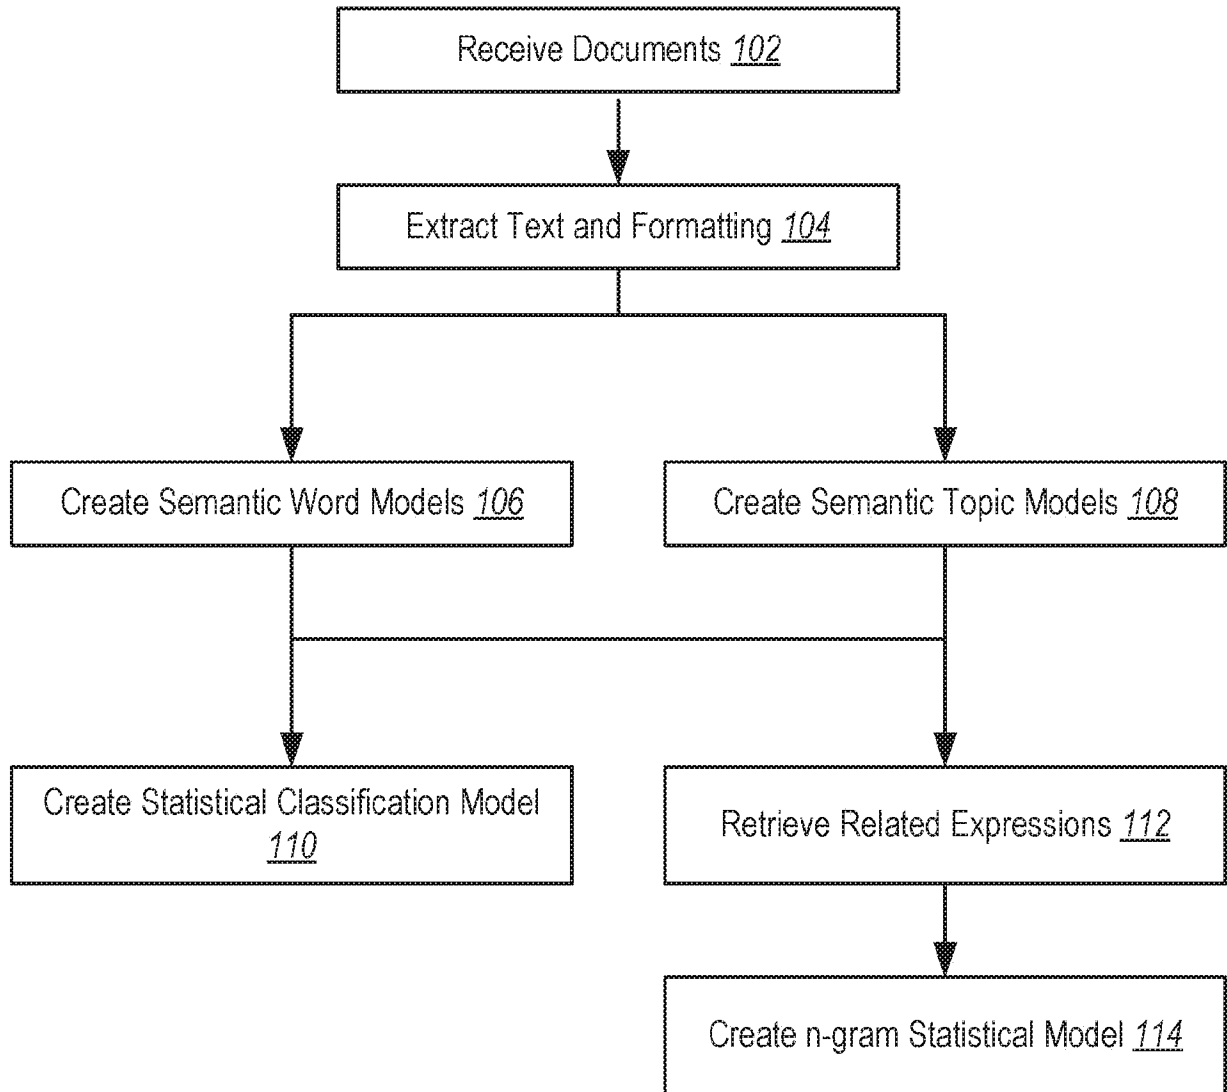 Receive Documents 102
Extract Text and Formatting 104
Create Semantic Word Models 106
Create Semantic Topic Models 108
Create Statistical Classification Model
110
Retrieve Related Expressions 112
Create n-gram Statistical Model 114